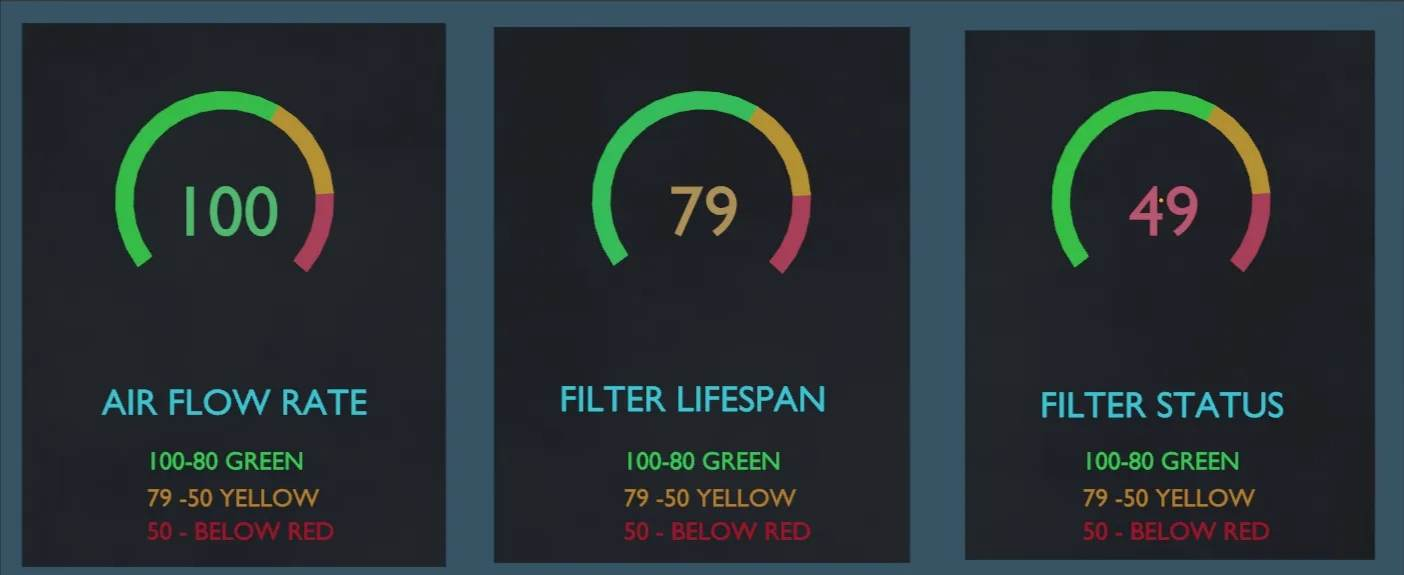 100
AIR FLOW RATE
100-80 GREEN
79 -50 YELLOW
50 - BELOW RED
79
FILTER LIFESPAN
100-80 GREEN
79 -50 YELLOW
50 - BELOW RED
49
FILTER STATUS
100-80 GREEN
79 -50 YELLOW
50 - BELOW RED